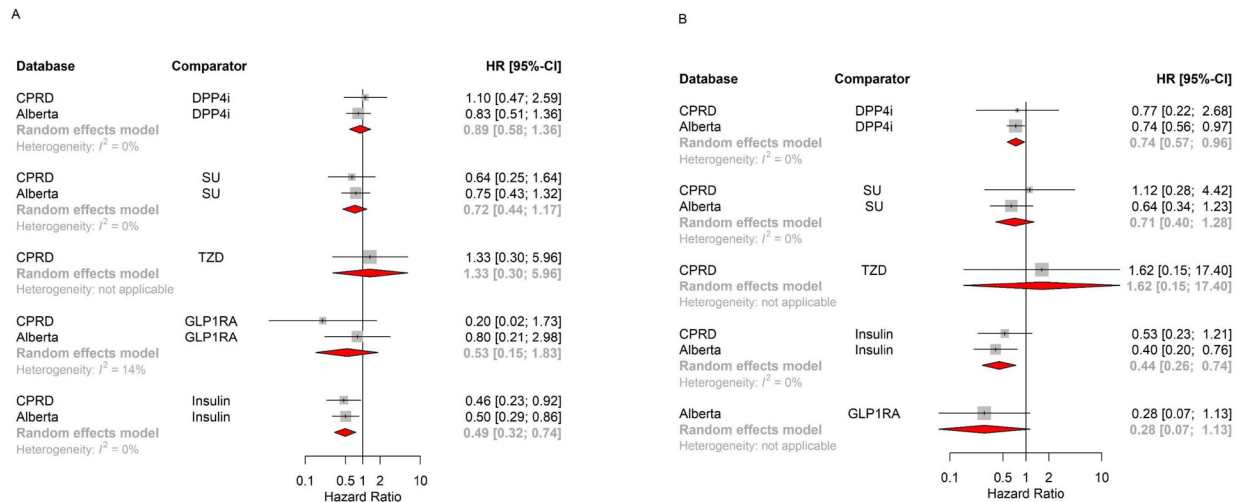 A
Database Comparator HR [95%-CI]
CPRD DPP4i 1.10 [0.47; 2.59]
Alberta DPP4i 0.83 [0.51; 1.36]
Random effects model 0.89 [0.58; 1.36]
Heterogeneity: I² = 0%
CPRD SU 0.64 [0.25; 1.64]
Alberta SU 0.75 [0.43; 1.32]
Random effects model 0.72 [0.44; 1.17]
Heterogeneity: I² = 0%
CPRD TZD 1.33 [0.30; 5.96]
Random effects model 1.33 [0.30; 5.96]
Heterogeneity: not applicable
CPRD GLP1RA 0.20 [0.02; 1.73]
Alberta GLP1RA 0.80 [0.21; 2.98]
Random effects model 0.53 [0.15; 1.83]
Heterogeneity: I² = 14%
CPRD Insulin 0.46 [0.23; 0.92]
Alberta Insulin 0.50 [0.29; 0.86]
Random effects model 0.49 [0.32; 0.74]
Heterogeneity: I² = 0%
0.1 0.5 1 2 10
Hazard Ratio
B
Database Comparator HR [95%-CI]
CPRD DPP4i 0.77 [0.22; 2.68]
Alberta DPP4i 0.74 [0.56; 0.97]
Random effects model 0.74 [0.57; 0.96]
Heterogeneity: I² = 0%
CPRD SU 1.12 [0.28; 4.42]
Alberta SU 0.64 [0.34; 1.23]
Random effects model 0.71 [0.40; 1.28]
Heterogeneity: I² = 0%
CPRD TZD 1.62 [0.15; 17.40]
Random effects model 1.62 [0.15; 17.40]
Heterogeneity: not applicable
CPRD Insulin 0.53 [0.23; 1.21]
Alberta Insulin 0.40 [0.20; 0.76]
Random effects model 0.44 [0.26; 0.74]
Heterogeneity: I² = 0%
Alberta GLP1RA 0.28 [0.07; 1.13]
Random effects model 0.28 [0.07; 1.13]
Heterogeneity: not applicable
0.1 0.5 1 2 10
Hazard Ratio